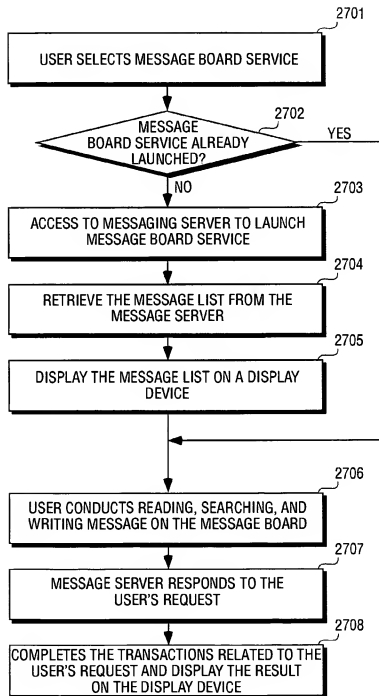 2701
USER SELECTS MESSAGE BOARD SERVICE
2702
MESSAGE
BOARD SERVICE ALREADY
LAUNCHED?
YES
NO
2703
ACCESS TO MESSAGING SERVER TO LAUNCH
MESSAGE BOARD SERVICE
2704
RETRIEVE THE MESSAGE LIST FROM THE
MESSAGE SERVER
2705
DISPLAY THE MESSAGE LIST ON A DISPLAY
DEVICE
2706
USER CONDUCTS READING, SEARCHING, AND
WRITING MESSAGE ON THE MESSAGE BOARD
2707
MESSAGE SERVER RESPONDS TO THE
USER'S REQUEST
2708
COMPLETES THE TRANSACTIONS RELATED TO THE
USER'S REQUEST AND DISPLAY THE RESULT
ON THE DISPLAY DEVICE